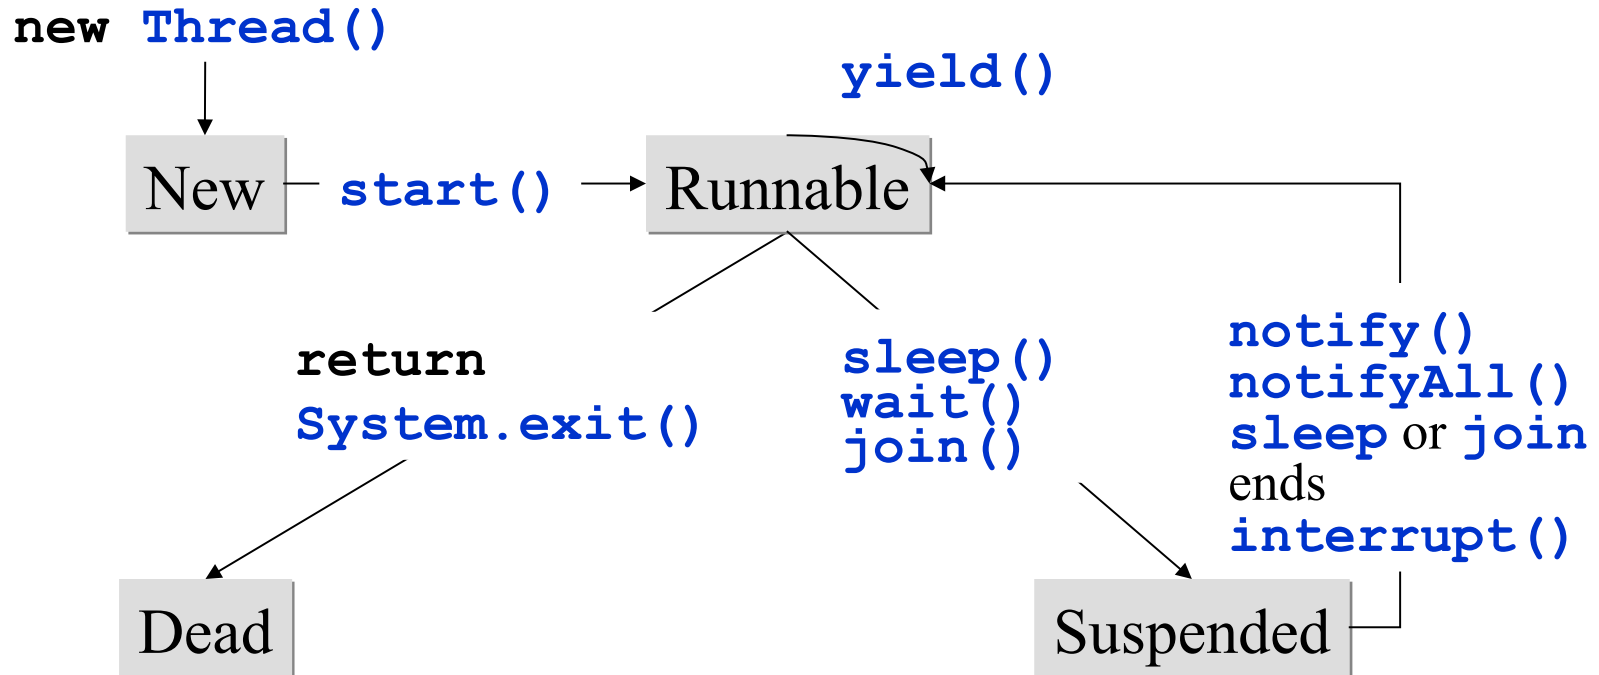 new Thread()
yield()
New
start()
Runnable
return
System.exit()
sleep()
wait()
join()
notify()
notifyAll()
sleep or join
ends
interrupt()
Dead
Suspended